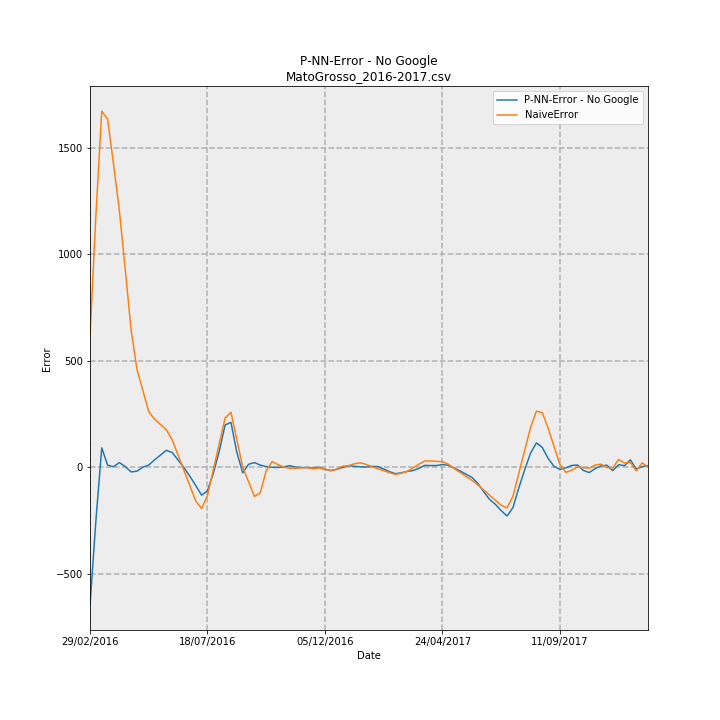 P-NN-Error - No Google
MatoGrosso_2016-2017.csv
P-NN-Error - No Google
NaiveError
1500
1000
500
0
−500
Error
29/02/2016
18/07/2016
05/12/2016
24/04/2017
11/09/2017
Date